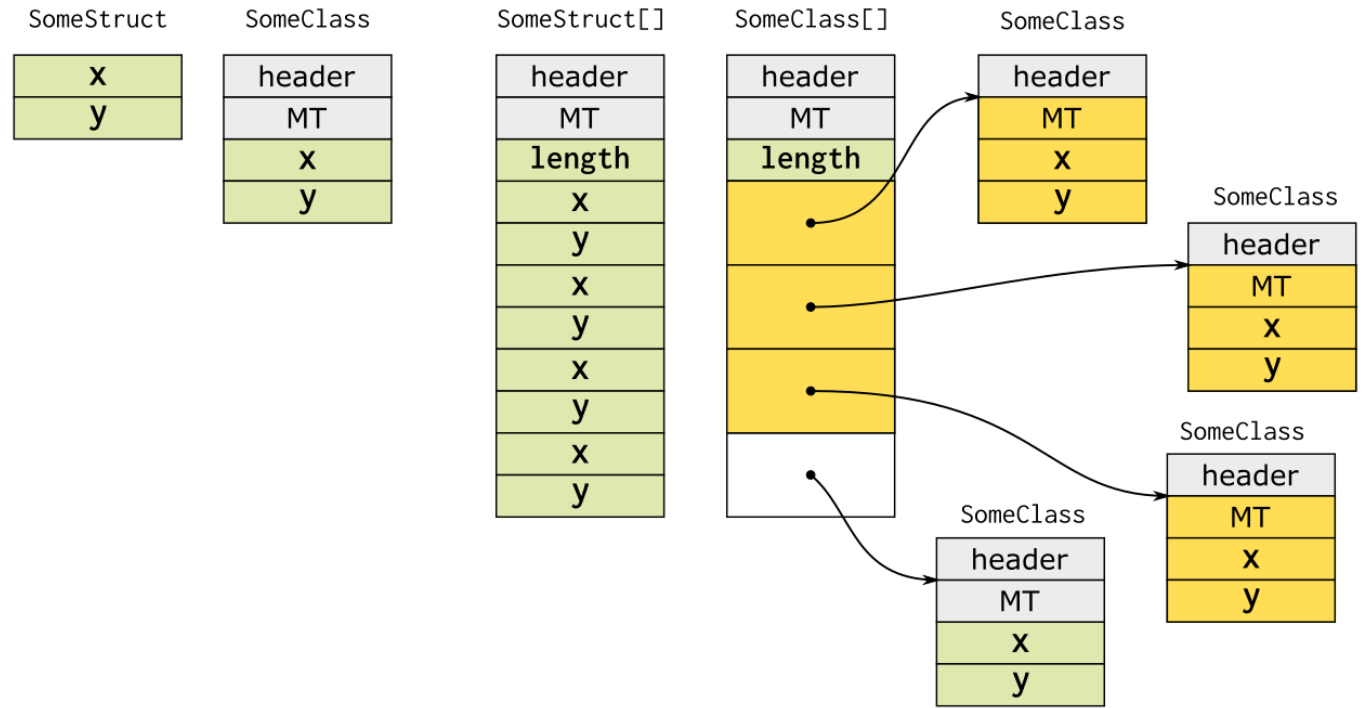 SomeStruct
x
y
SomeClass
header
MT
x
y
SomeStruct[]
header
MT
length
x
y
x
y
x
y
x
y
SomeClass[]
header
MT
length
SomeClass
header
MT
x
y
SomeClass
header
MT
x
y
SomeClass
header
MT
x
y
SomeClass
header
MT
x
y